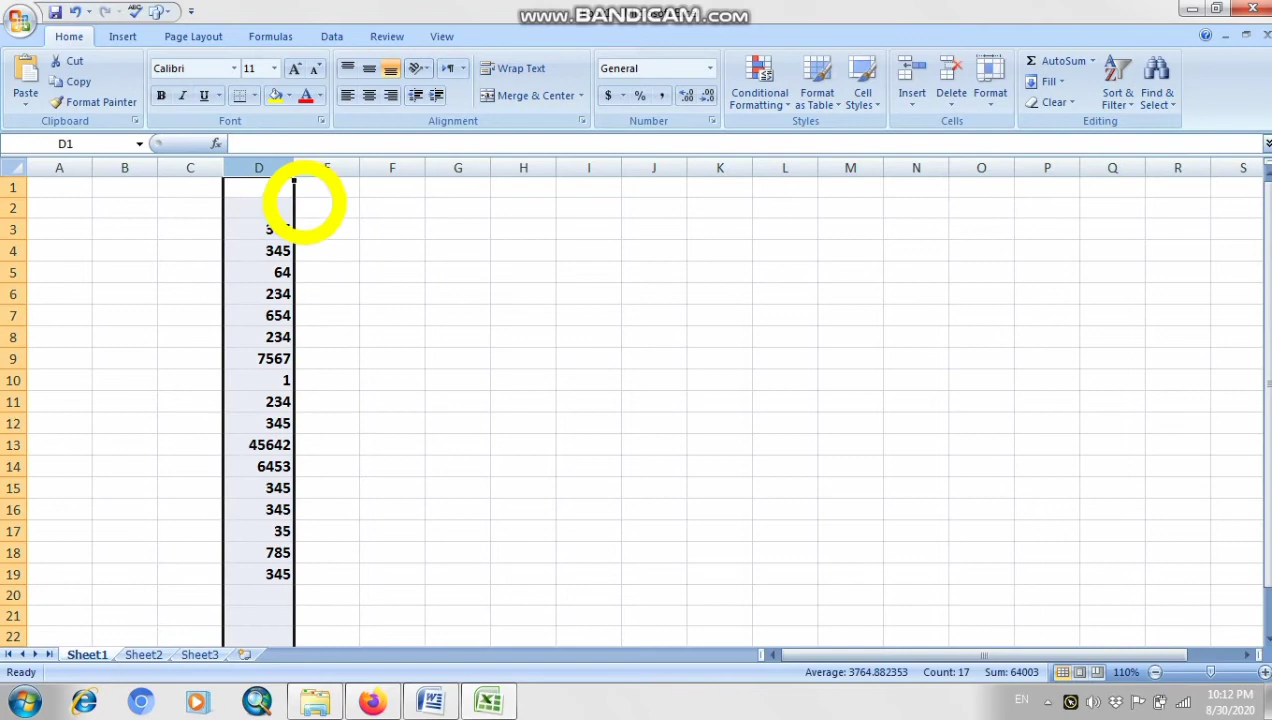 www.BANDICAM.com
Home Insert Page Layout Formulas Data Review View
Paste
Cut
Copy
Format Painter
Clipboard
Calibri 11
B I U
Font
Wrap Text
Merge & Center
Alignment
General
$ % ,
Number
Conditional Formatting
Format as Table
Cell Styles
Styles
Insert Delete Format
Cells
AutoSum
Fill
Clear
Sort & Filter
Find & Select
Editing
D1 fx
A B C D F G H I J K L M N O P Q R S
1
2
3
4 345
5 64
6 234
7 654
8 234
9 7567
10 1
11 234
12 345
13 45642
14 6453
15 345
16 345
17 35
18 785
19 345
20
21
22
Sheet1 Sheet2 Sheet3
Ready Average: 3764.882353 Count: 17 Sum: 64003 110%
EN 10:12 PM
8/30/2020